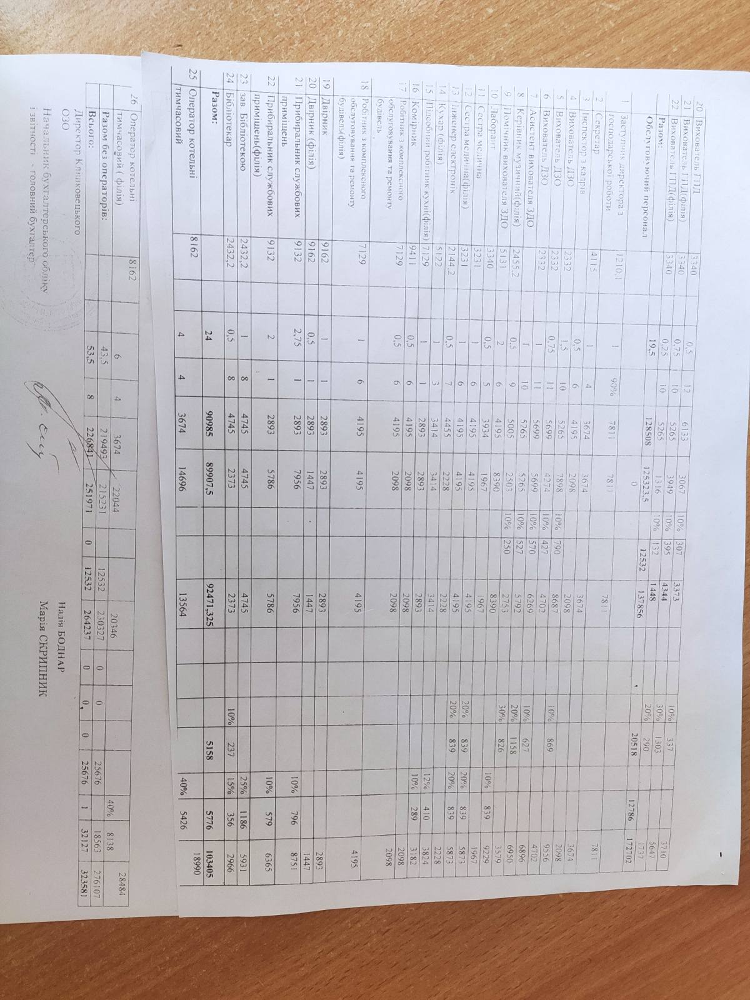 20 Вихователь ГПД 3340 0,5 12 6133 3067 10% 307 3373 10% 337 3710
21 Вихователь ГПД(філія) 3340 0,75 10 5265 3949 10% 395 4344 30% 1303 5647
22 Вихователь ГПД(філія) 3340 0,25 10 5265 1316 10% 132 1448 20% 290 1737
Разом: 19,5 128508 125323,5 12532 137856 20518 12786 172702
Обслуговуючий персонал 0
1 Заступник директора з
господарської роботи 1210,1 1 90% 7811 7811 7811 7811
2 Секретар 4115 1 4 3674 3674 3674 3674
3 Інспектор з кадрів 0,5 6 4195 2098 2098 2098
4 Вихователь ДЗО 2332 1,5 10 5265 7898 10% 790 8687 10% 869 9556
5 Вихователь ДЗО 2332 0,75 11 5699 4274 10% 427 4702 4702
6 Вихователь ДЗО 2332 1 11 5699 5699 10% 570 6269 10% 627 6896
7 Асистент вихователя ЗДО 1 10 5265 5265 10% 527 5792 20% 1158 6950
8 Керівник музичний(філія) 2455,2 0,5 9 5005 2503 10% 250 2753 30% 826 3579
9 Помічник вихователя ЗДО 5131 2 6 4195 8390 8390 10% 839 9229
10 Лаборант 3340 0,5 5 3934 1967 1967 1967
11 Сестра медична 3231 1 6 4195 4195 4195 20% 839 20% 839 5873
12 Сестра медична(філія) 3231 1 6 4195 4195 4195 20% 839 20% 839 5873
13 Інженер електронік 2144,2 0,5 7 4455 2228 2228 2228
14 Кухар (філія) 5122 1 3 3414 3414 3414 12% 410 3824
15 Підсобний робітник кухні(філія) 7129 1 1 2893 2893 2893 10% 289 3182
16 Комірник 9411 0,5 6 4195 2098 2098 2098
17 Робітник з комплексного
обслуговування та ремонту
будівель 7129 0,5 6 4195 2098 2098 2098
18 Робітник з комплексного
обслуговування та ремонту
будівель(філія) 7129 1 6 4195 4195 4195 4195
19 Двірник 9162 1 1 2893 2893 2893 2893
20 Двірник (філія) 9162 0,5 1 2893 1447 1447 1447
21 Прибиральник службових
приміщень 9132 2,75 1 2893 7956 7956 10% 796 8751
22 Прибиральник службових
приміщень(філія) 9132 2 1 2893 5786 5786 10% 579 6365
23 зав. Бібліотекою 2432,2 1 8 4745 4745 4745 25% 1186 5931
24 Бібліотекар 2432,2 0,5 8 4745 2373 2373 10% 237 15% 356 2966
Разом: 24 90985 89907,5 92471,325 5158 5776 103405
25 Оператор котельні
тимчасовий 8162 4 4 3674 14696 13564 40% 5426 18990
26 Оператор котельні
тимчасовий ( філія) 8162 6 4 3674 22044 20346 40% 8138 28484
Разом без операторів: 43,5 219493 215231 12532 230327 0 0 25676 18563 276107
Всього: 53,5 8 226841 251971 0 12532 264237 0 0 0 25676 1 32127 323581
Директор Клішковецького
ОЗО Надія БОДНАР
Начальник бухгалтерського обліку
і звітності - головний бухгалтер Марія СКРИПНИК